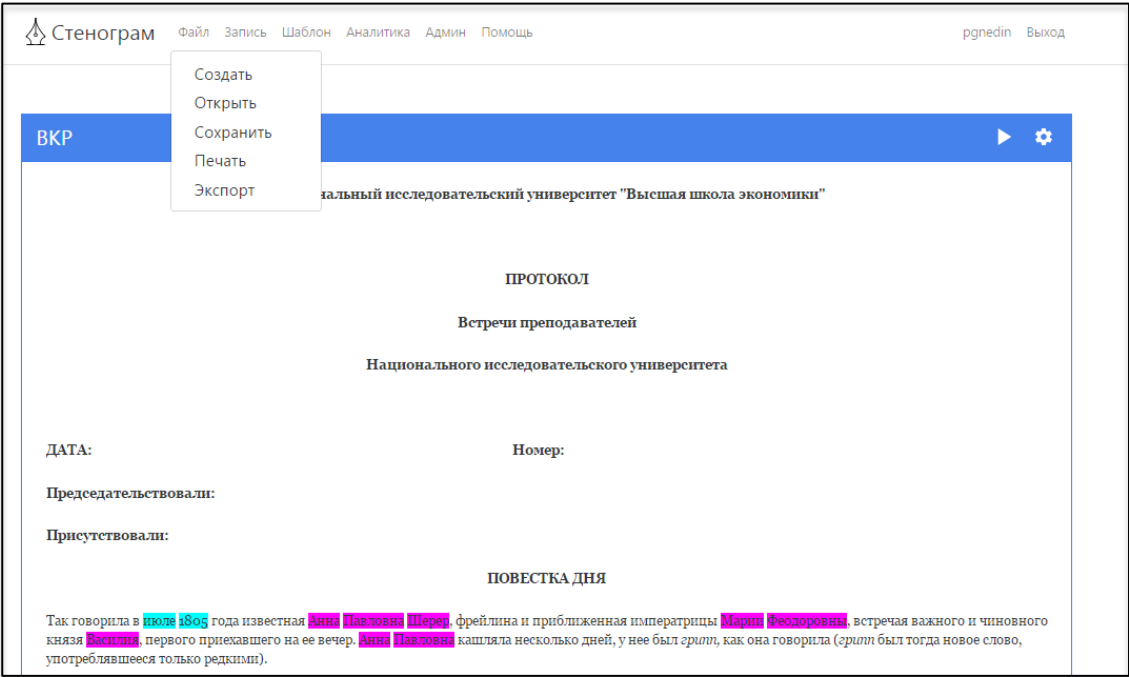 Стенограм Файл Запись Шаблон Аналитика Админ Помощь pgnedin Выход
Создать
Открыть
Сохранить
Печать
Экспорт
ВКР
нальный исследовательский университет "Высшая школа экономики"
ПРОТОКОЛ
Встречи преподавателей
Национального исследовательского университета
ДАТА: Номер:
Председательствовали:
Присутствовали:
ПОВЕСТКА ДНЯ
Так говорила в июле 1805 года известная Анна Павловна Шерер, фрейлина и приближенная императрицы Марии Феодоровны, встречая важного и чиновного
князя Василия, первого приехавшего на ее вечер. Анна Павловна кашляла несколько дней, у нее был грипп, как она говорила (грипп был тогда новое слово,
употреблявшееся только редкими).